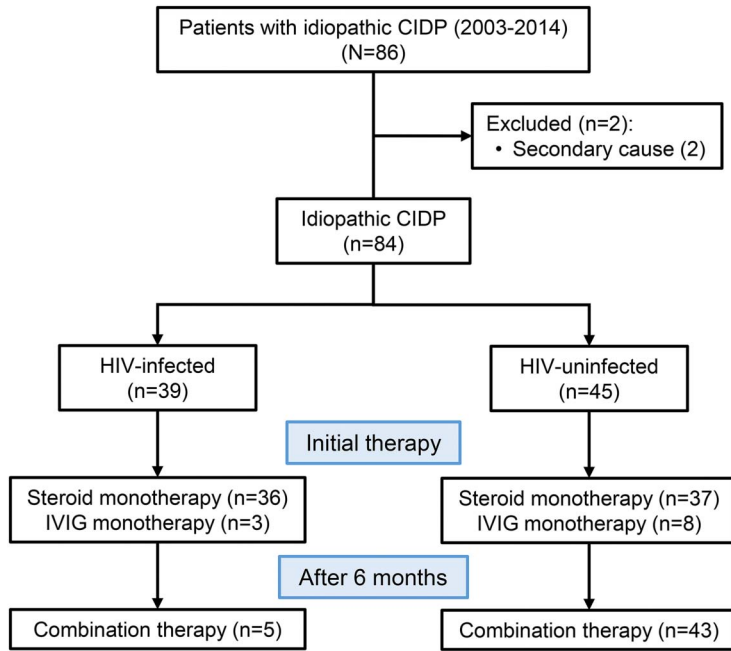 Patients with idiopathic CIDP (2003-2014)
(N=86)
Excluded (n=2):
• Secondary cause (2)
Idiopathic CIDP
(n=84)
HIV-infected
(n=39)
HIV-uninfected
(n=45)
Initial therapy
Steroid monotherapy (n=36)
IVIG monotherapy (n=3)
Steroid monotherapy (n=37)
IVIG monotherapy (n=8)
After 6 months
Combination therapy (n=5)
Combination therapy (n=43)